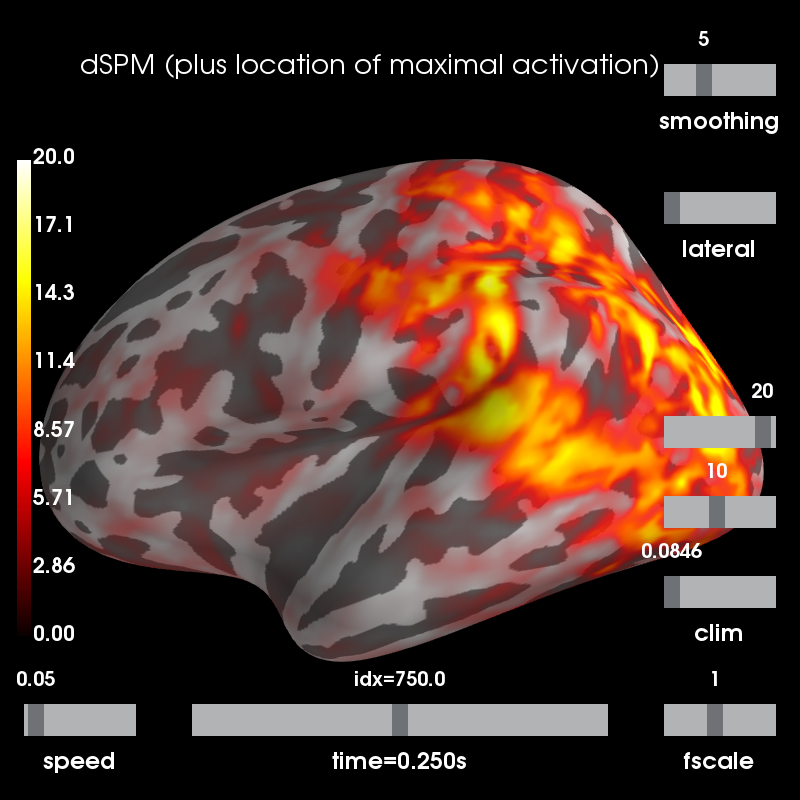 dSPM (plus location of maximal activation)
5
smoothing
lateral
20.0
17.1
14.3
11.4
8.57
5.71
2.86
0.00
20
10
0.0846
clim
0.05
speed
idx=750.0
time=0.250s
1
fscale